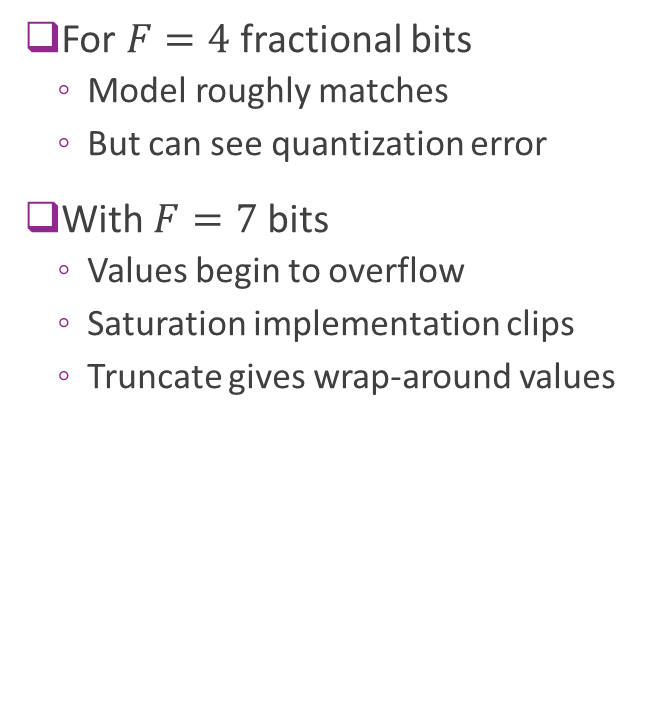 For F = 4 fractional bits
Model roughly matches
But can see quantization error
With F = 7 bits
Values begin to overflow
Saturation implementation clips
Truncate gives wrap-around values